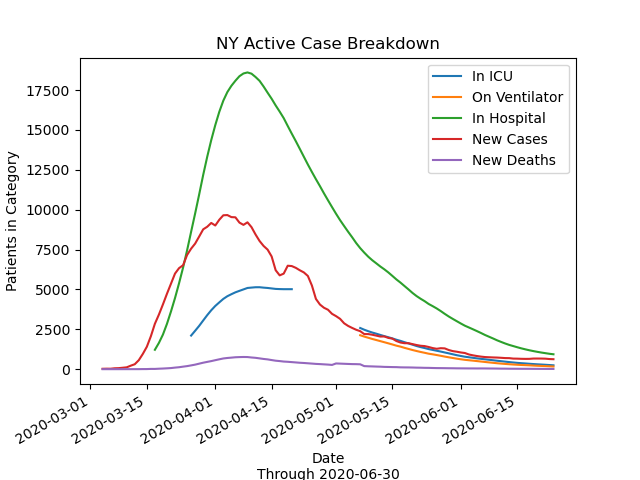 NY Active Case Breakdown
In ICU
On Ventilator
In Hospital
New Cases
New Deaths
Patients in Category
17500
15000
12500
10000
7500
5000
2500
0
2020-03-01
2020-03-15
2020-04-01
2020-04-15
2020-05-01
2020-05-15
2020-06-01
2020-06-15
Date
Through 2020-06-30